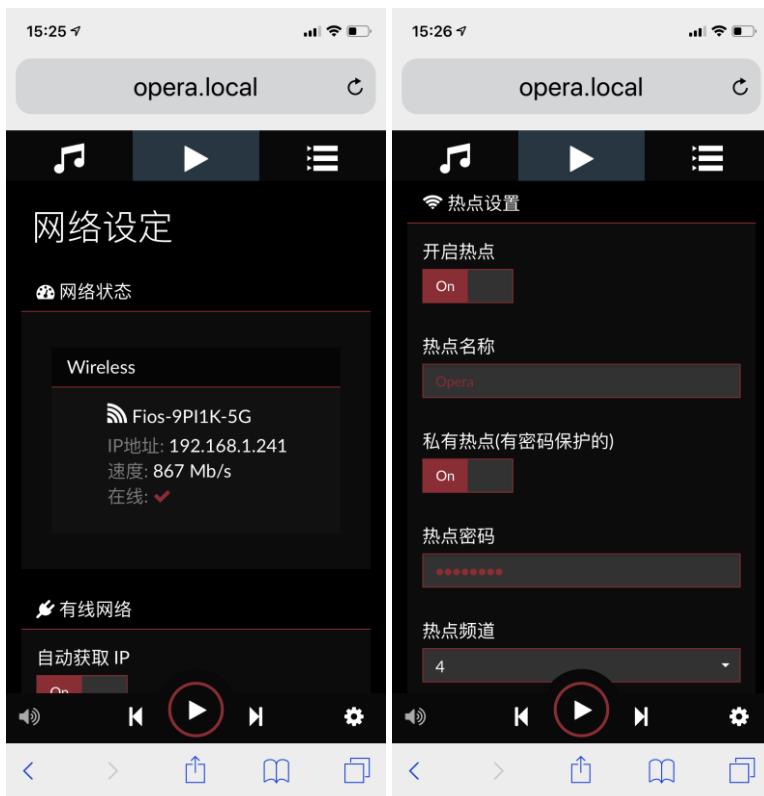 15:25
opera.local
网络设定
网络状态
Wireless
Fios-9PI1K-5G
IP地址: 192.168.1.241
速度: 867 Mb/s
在线:
有线网络
自动获取 IP
On
15:26
opera.local
热点设置
开启热点
On
热点名称
Opera
私有热点(有密码保护的)
On
热点密码
••••••••
热点频道
4